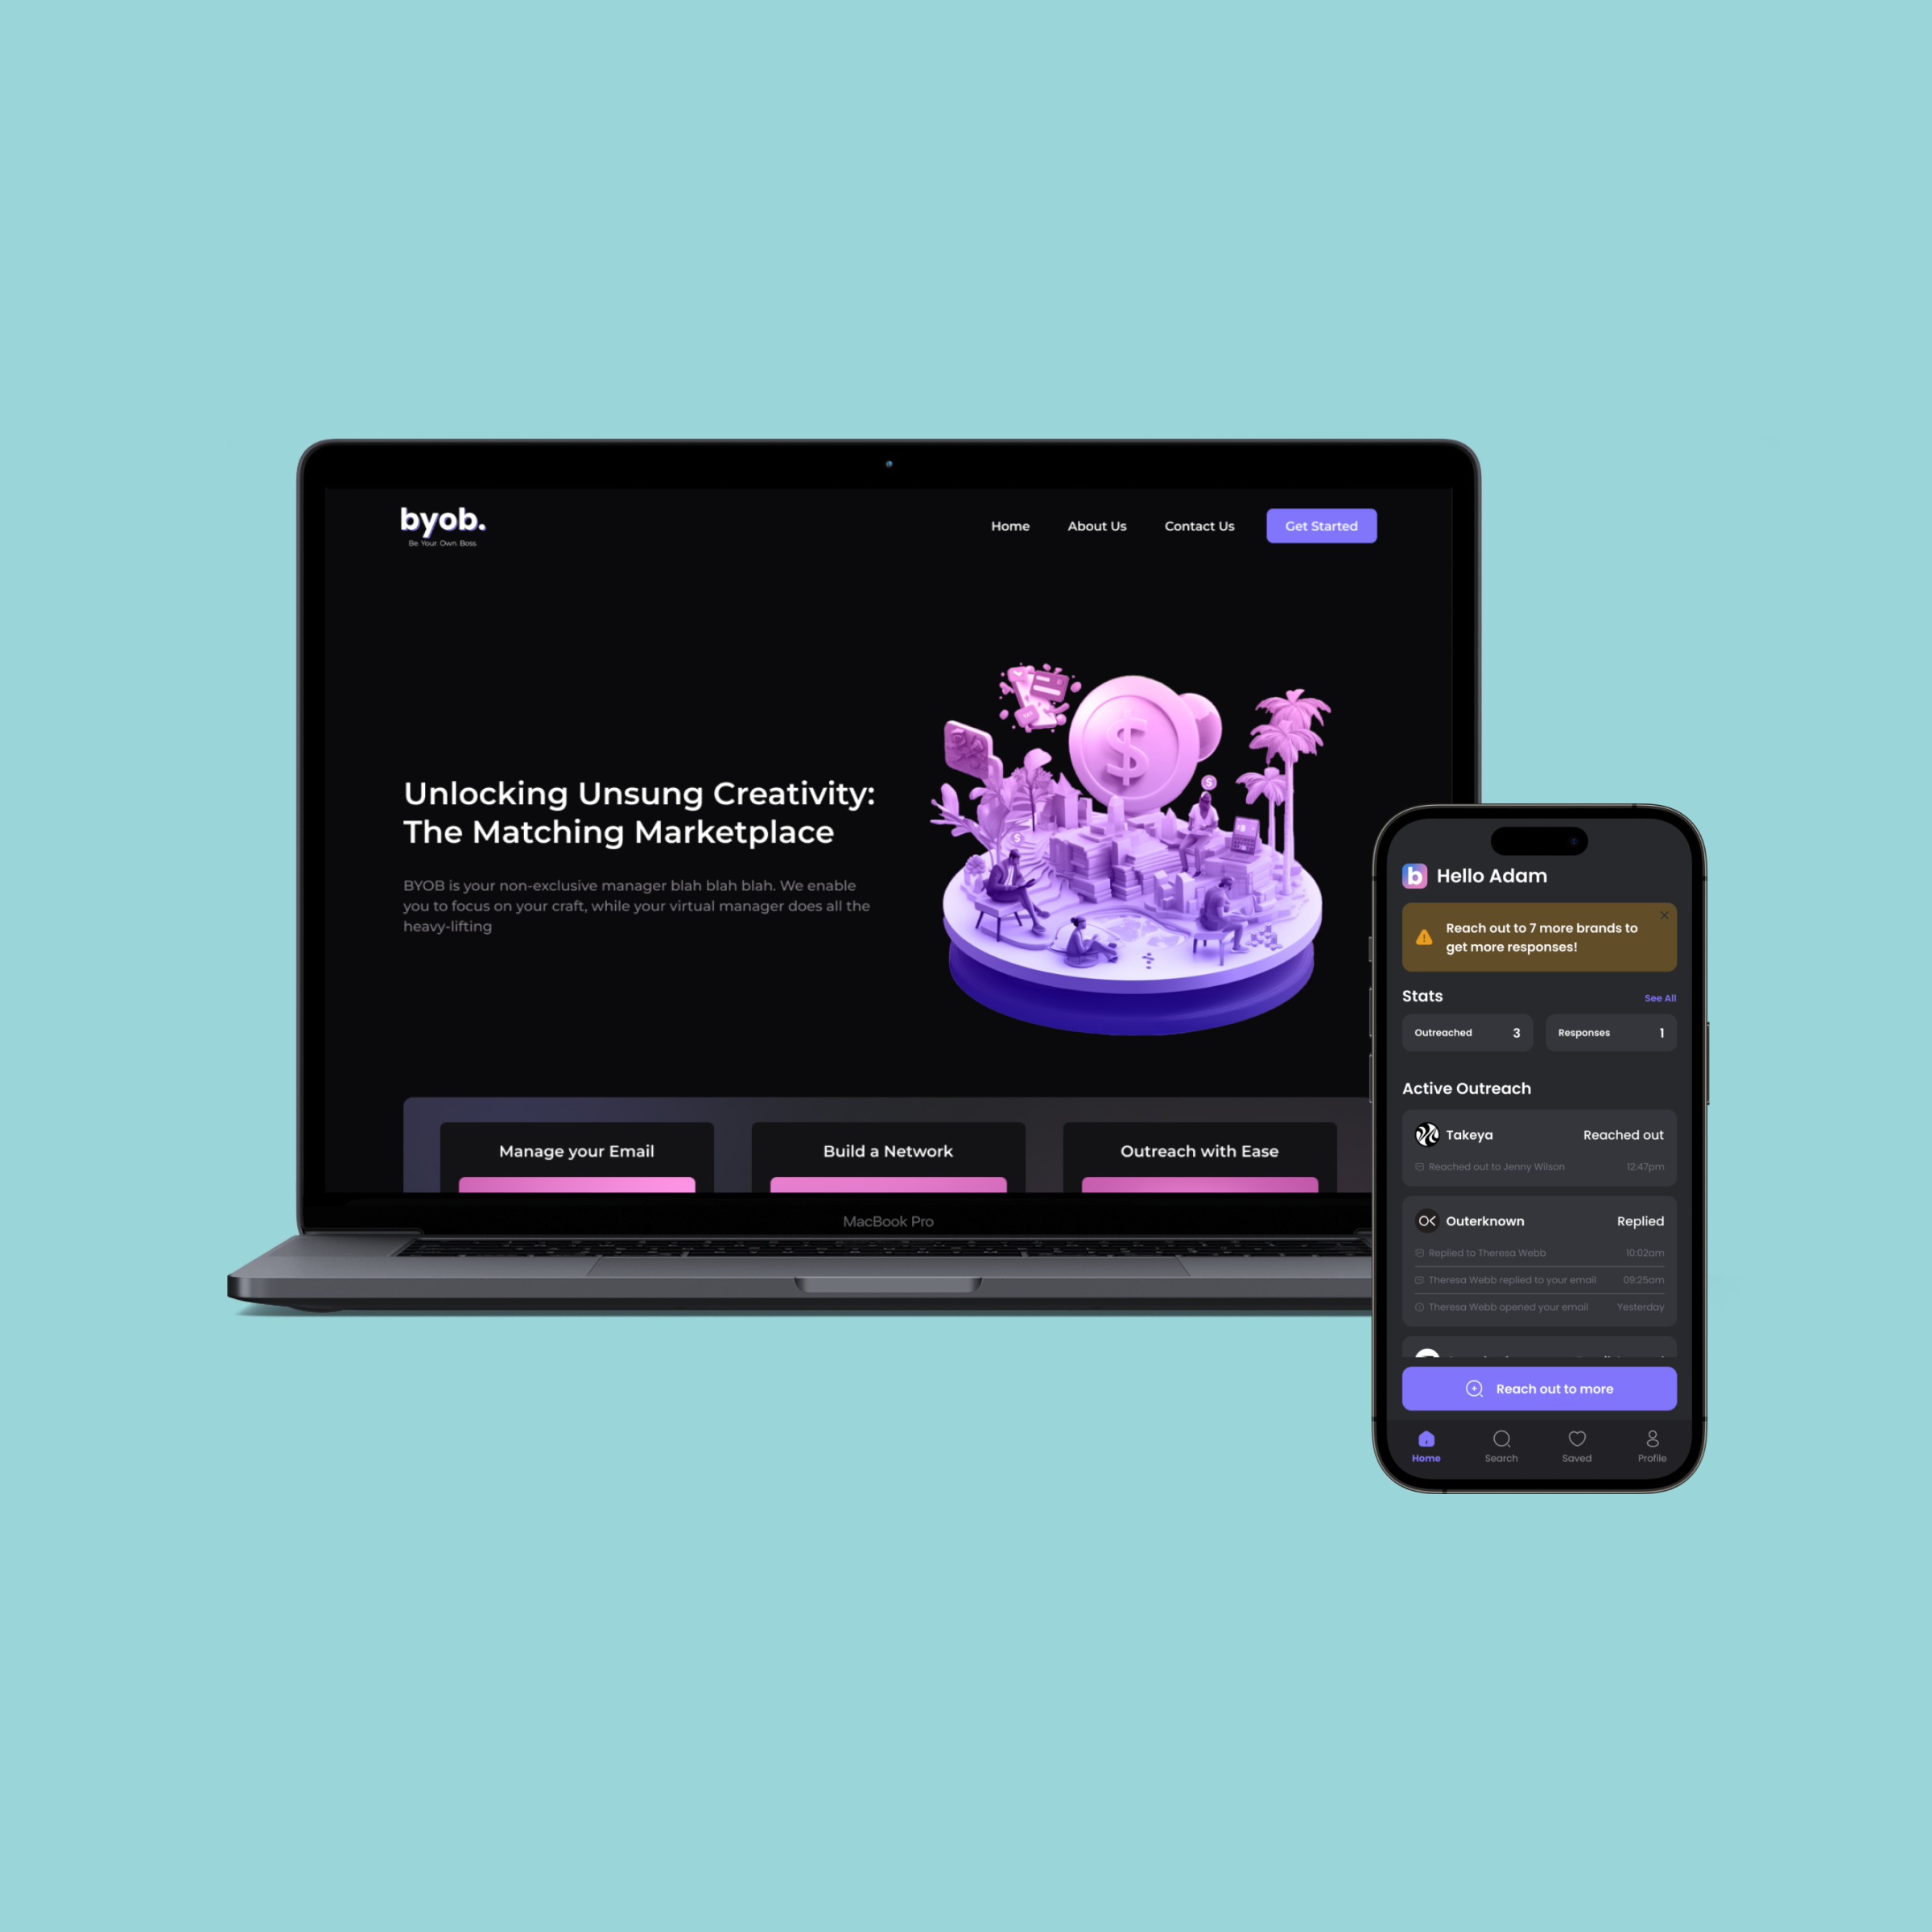 byob.
Be Your Own Boss.
Home
About Us
Contact Us
Get Started
Unlocking Unsung Creativity:
The Matching Marketplace
BYOB is your non-exclusive manager blah blah blah. We enable
you to focus on your craft, while your virtual manager does all the
heavy-lifting
$
$
$
Manage your Email
Build a Network
Outreach with Ease
MacBook Pro
b Hello Adam
Reach out to 7 more brands to
get more responses!
Stats
See All
Outreached 3
Responses 1
Active Outreach
Takeya Reached out
Reached out to Jenny Wilson 12:47pm
Outerknown Replied
Replied to Theresa Webb 10:02am
Theresa Webb replied to your email 09:25am
Theresa Webb opened your email Yesterday
Reach out to more
Home
Search
Saved
Profile